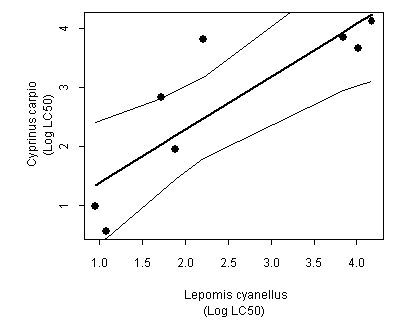 Cyprinus carpio
(Log LC50)
4
3
2
1
1.0 1.5 2.0 2.5 3.0 3.5 4.0
Lepomis cyanellus
(Log LC50)